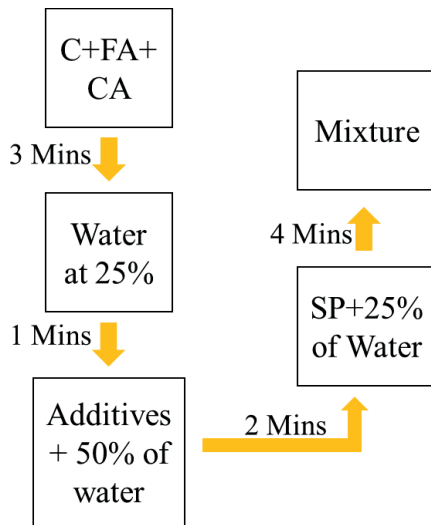 C+FA+
CA
3 Mins
Water
at 25%
1 Mins
Additives
+ 50% of
water
2 Mins
SP+25%
of Water
4 Mins
Mixture